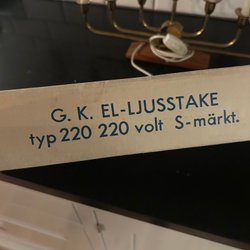 G. K. EL-LJUSSTAKE
typ 220 220 volt S-märkt.